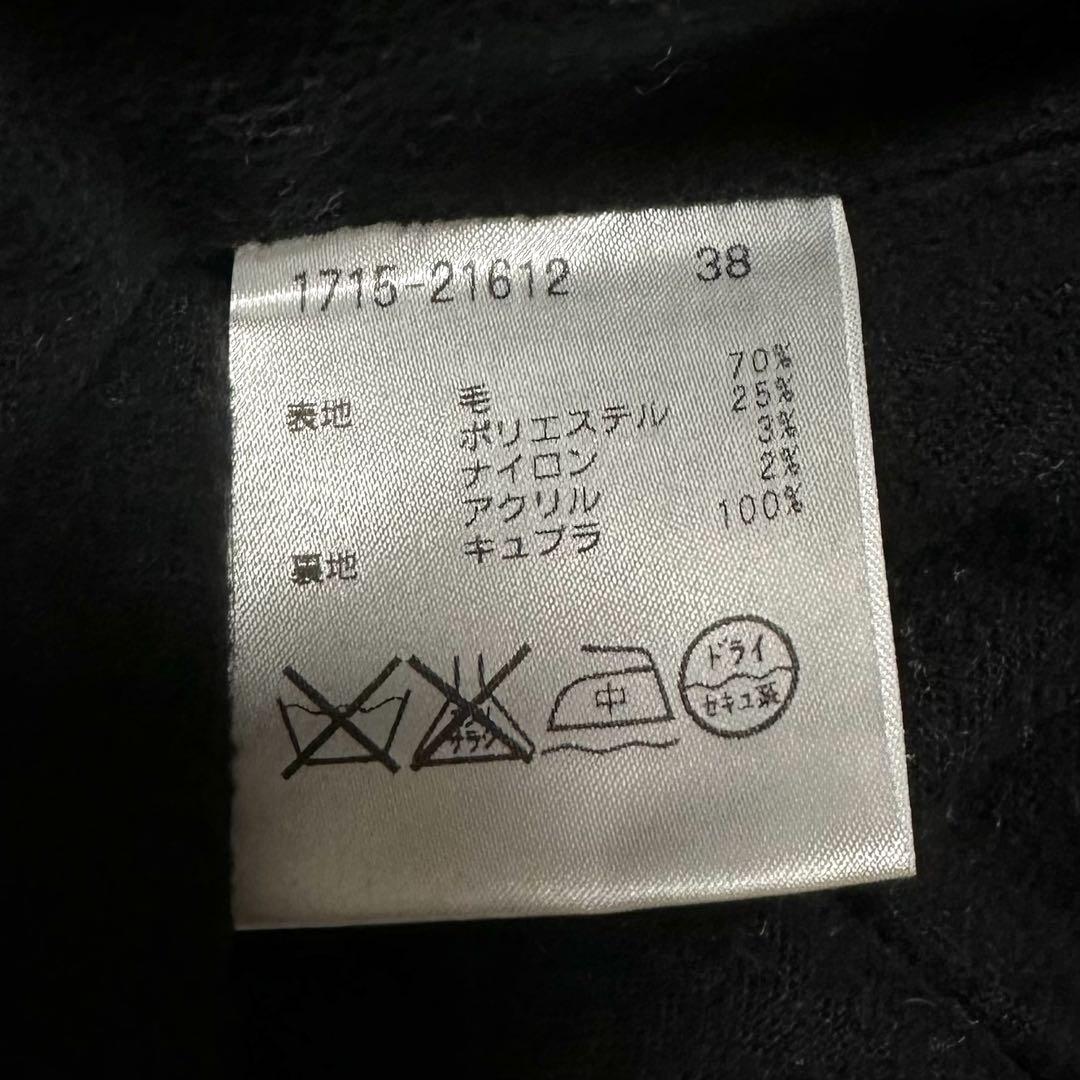 1715-21612 38
表地 毛 70%
ポリエステル 25%
ナイロン 3%
アクリル 2%
裏地 キュプラ 100%
中
ドライ
セキユ系